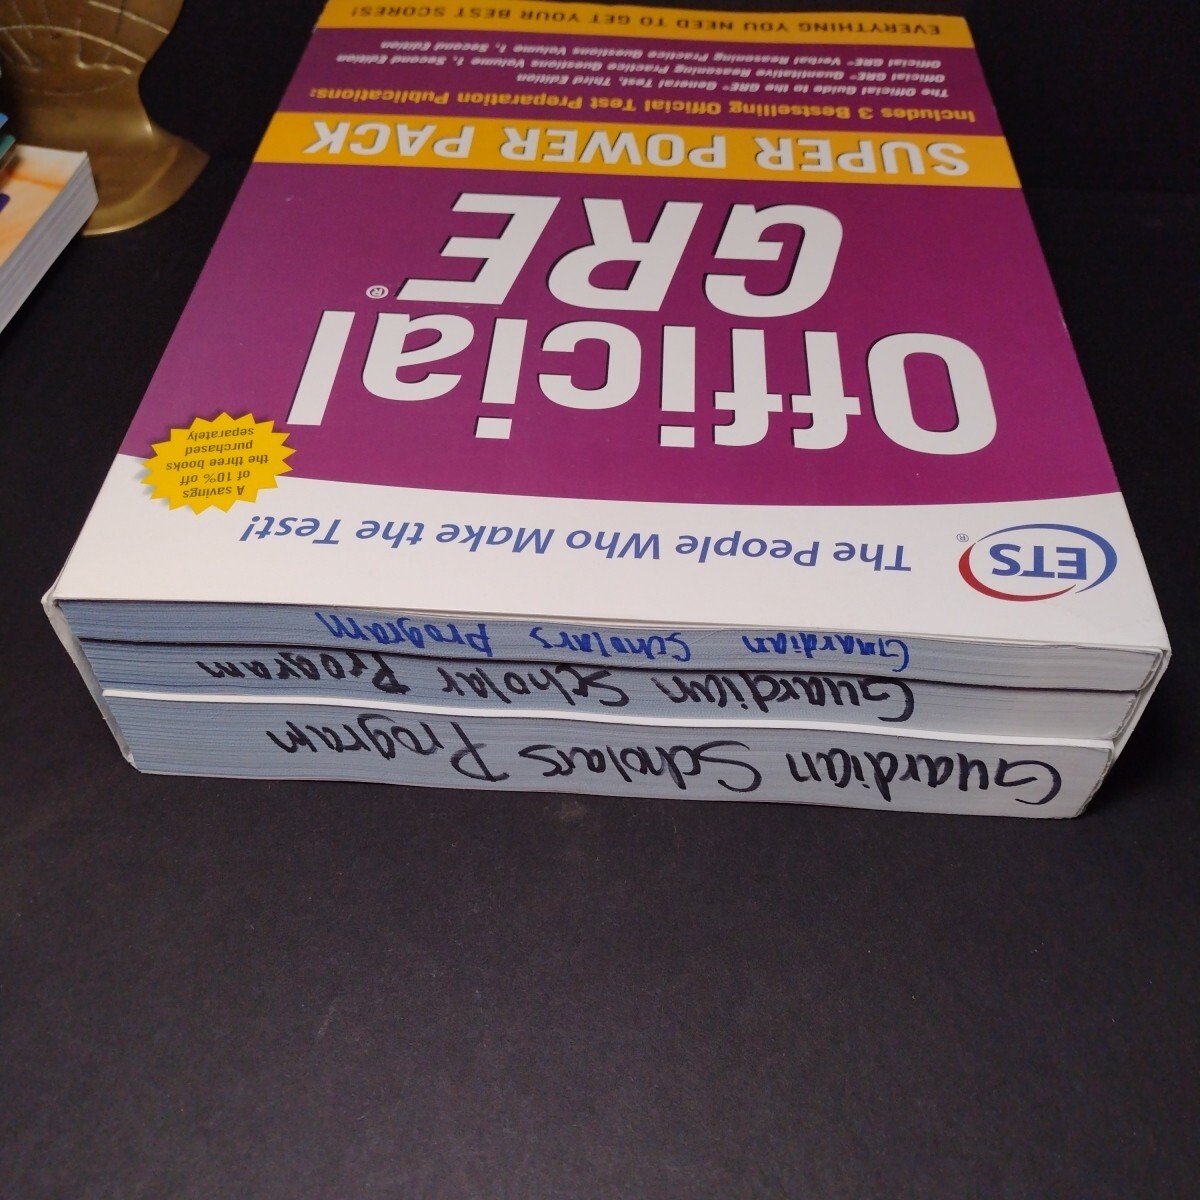 ETS®
The People Who Make the Test!
A savings
of 10% off
the three books
purchased
separately
Official
GRE®
SUPER POWER PACK
Includes 3 Bestselling Official Test Preparation Publications:
The Official Guide to the GRE® General Test, Third Edition
Official GRE® Quantitative Reasoning Practice Questions Volume 1, Second Edition
Official GRE® Verbal Reasoning Practice Questions Volume 1, Second Edition
EVERYTHING YOU NEED TO GET YOUR BEST SCORES!
Guardian Scholars Program
Guardian Scholar Program
Guardian Scholars Program